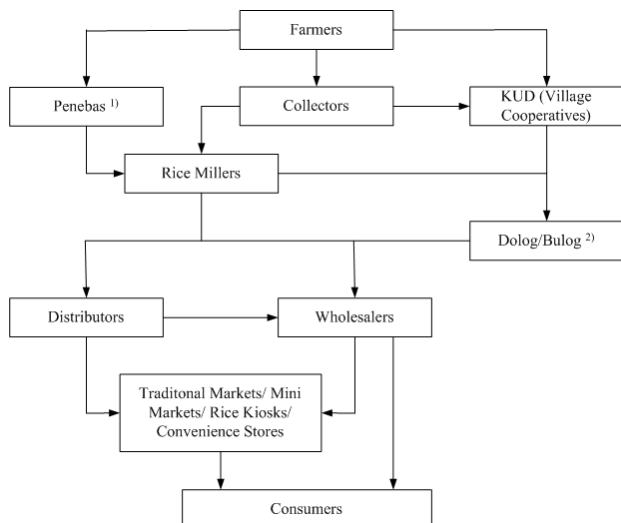 Farmers
Penebas 1)
Collectors
KUD (Village
Cooperatives)
Rice Millers
Dolog/Bulog 2)
Distributors
Wholesalers
Traditonal Markets/ Mini
Markets/ Rice Kiosks/
Convenience Stores
Consumers